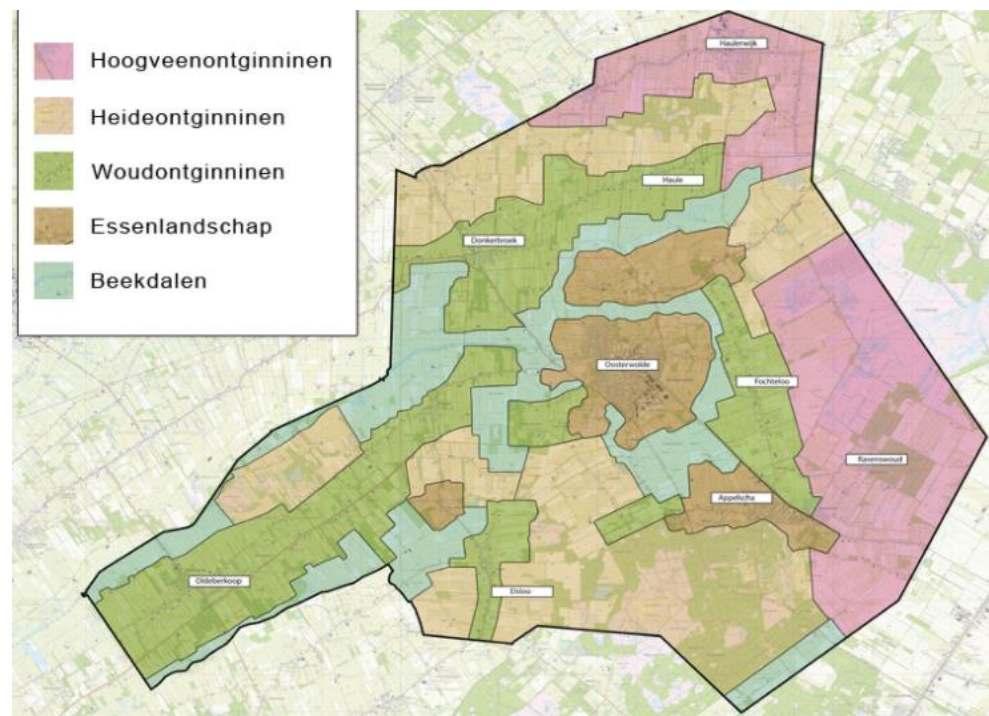 Hoogveenontginninen
Heideontginninen
Woudontginninen
Essenlandschap
Beekdalen
Haulerwijk
Haule
Donkerbroek
Oosterwolde
Fochteloo
Ravenswoud
Appelscha
Oldeberkoop
Elsloo